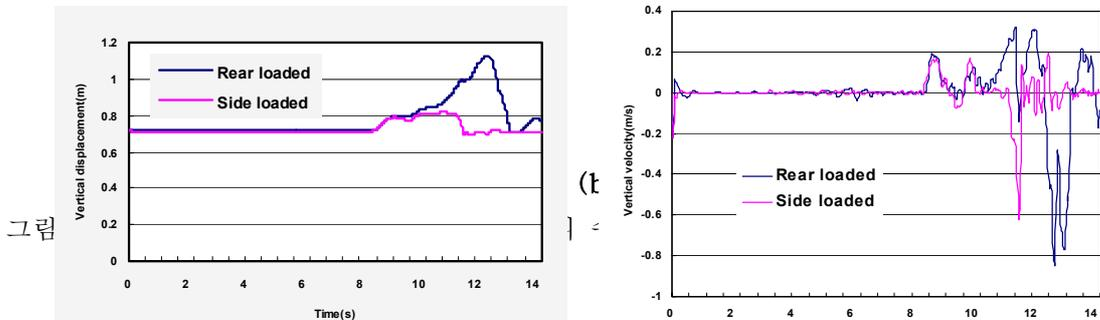 1.2
1
0.8
0.6
0.4
0.2
0
Vertical displacement(m)
Rear loaded
Side loaded
0 2 4 6 8 10 12 14
Time(s)
그림
0.4
0.2
0
-0.2
-0.4
-0.6
-0.8
-1
Vertical velocity(m/s)
Rear loaded
Side loaded
0 2 4 6 8 10 12 14